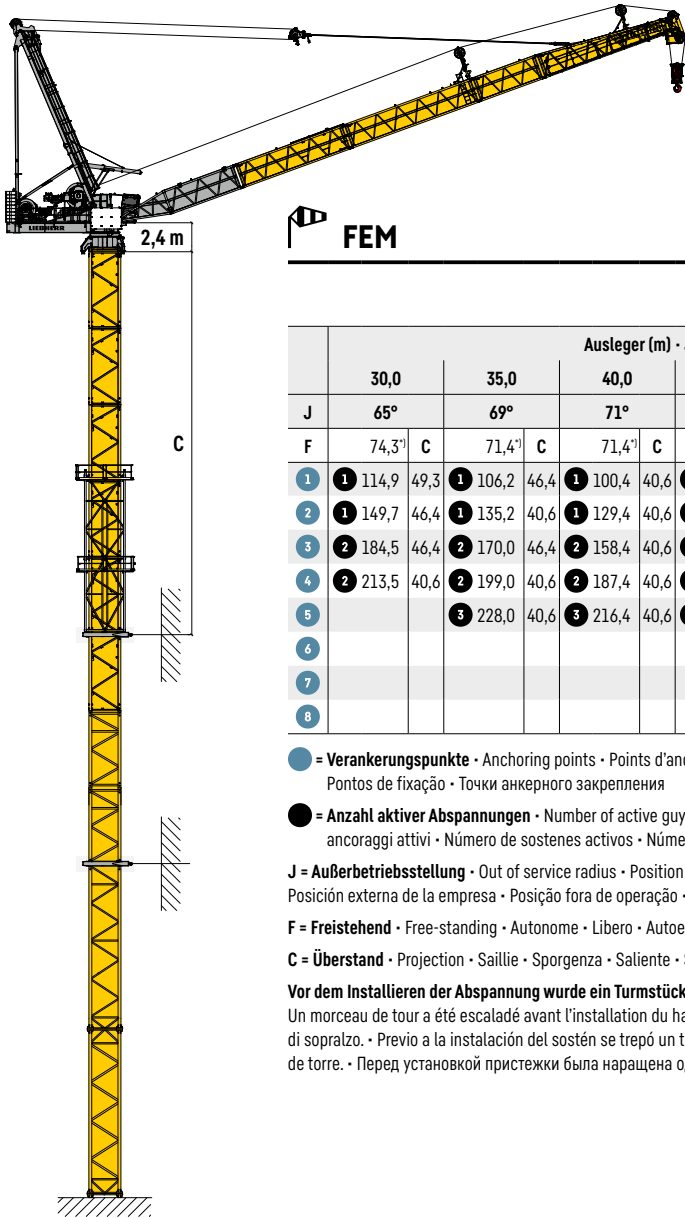 LIEBHERR
2,4 m
C
FEM
Ausleger (m) ·
30,0 35,0 40,0
J 65° 69° 71°
F 74,3*) C 71,4*) C 71,4*) C
1 1 114,9 49,3 1 106,2 46,4 1 100,4 40,6
2 1 149,7 46,4 1 135,2 40,6 1 129,4 40,6
3 2 184,5 46,4 2 170,0 46,4 2 158,4 40,6
4 2 213,5 40,6 2 199,0 40,6 2 187,4 40,6
5 3 228,0 40,6 3 216,4 40,6
6
7
8
= Verankerungspunkte · Anchoring points · Points d'anc
Pontos de fixação · Точки анкерного закрепления
= Anzahl aktiver Abspannungen · Number of active guy
ancoraggi attivi · Número de sostenes activos · Núme
J = Außerbetriebsstellung · Out of service radius · Position
Posición externa de la empresa · Posição fora de operação ·
F = Freistehend · Free-standing · Autonome · Libero · Autoe
C = Überstand · Projection · Saillie · Sporgenza · Saliente ·
Vor dem Installieren der Abspannung wurde ein Turmstück
Un morceau de tour a été escaladé avant l'installation du ha
di sopralzo. · Previo a la instalación del sostén se trepó un t
de torre. · Перед установкой пристежки была наращена о